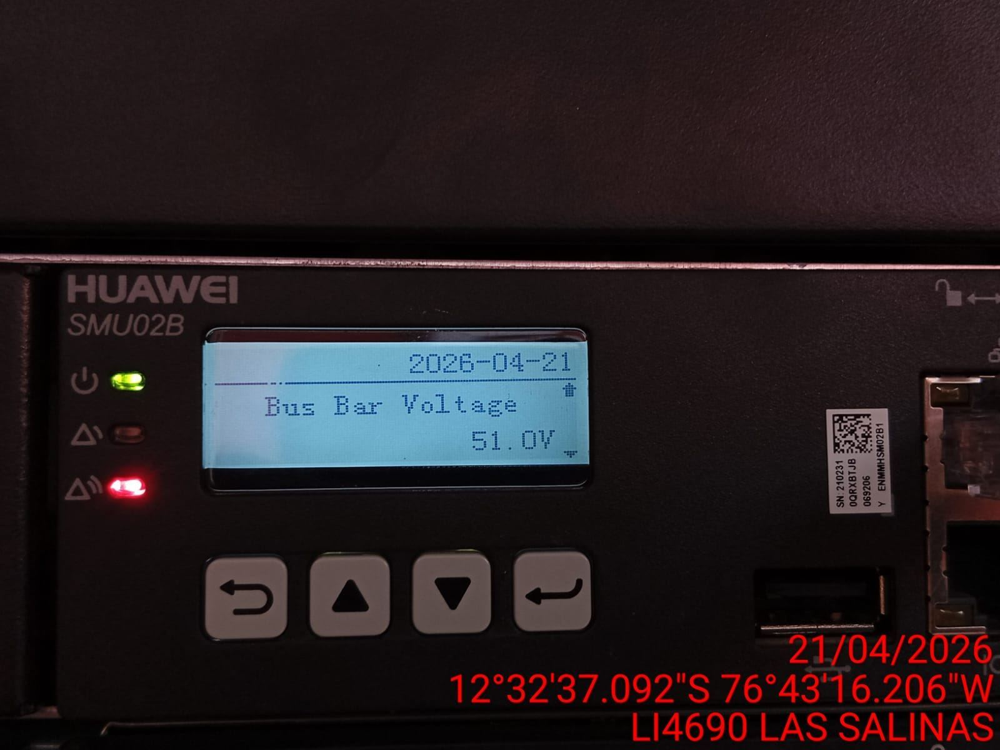 HUAWEI
SMU02B
2026-04-21
Bus Bar Voltage
51.0V
SN:210231
0QRXBTJB
069206
Y ENMMHSM02B1
21/04/2026
12°32'37.092"S 76°43'16.206"W
LI4690 LAS SALINAS